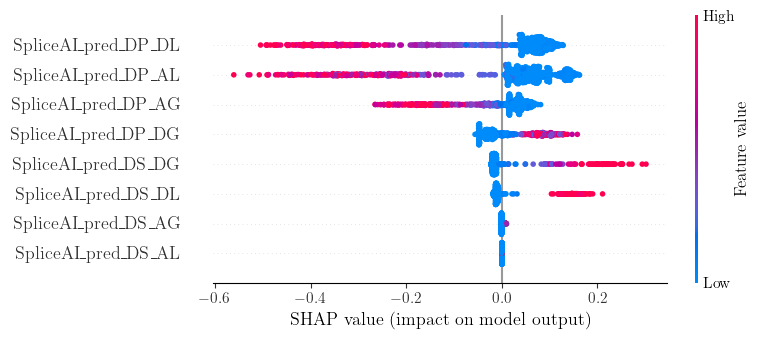 High
SpliceAI_pred_DP_DL
SpliceAI_pred_DP_AL
SpliceAI_pred_DP_AG
SpliceAI_pred_DP_DG
SpliceAI_pred_DS_DG
SpliceAI_pred_DS_DL
SpliceAI_pred_DS_AG
SpliceAI_pred_DS_AL
Feature value
Low
−0.6 −0.4 −0.2 0.0 0.2
SHAP value (impact on model output)